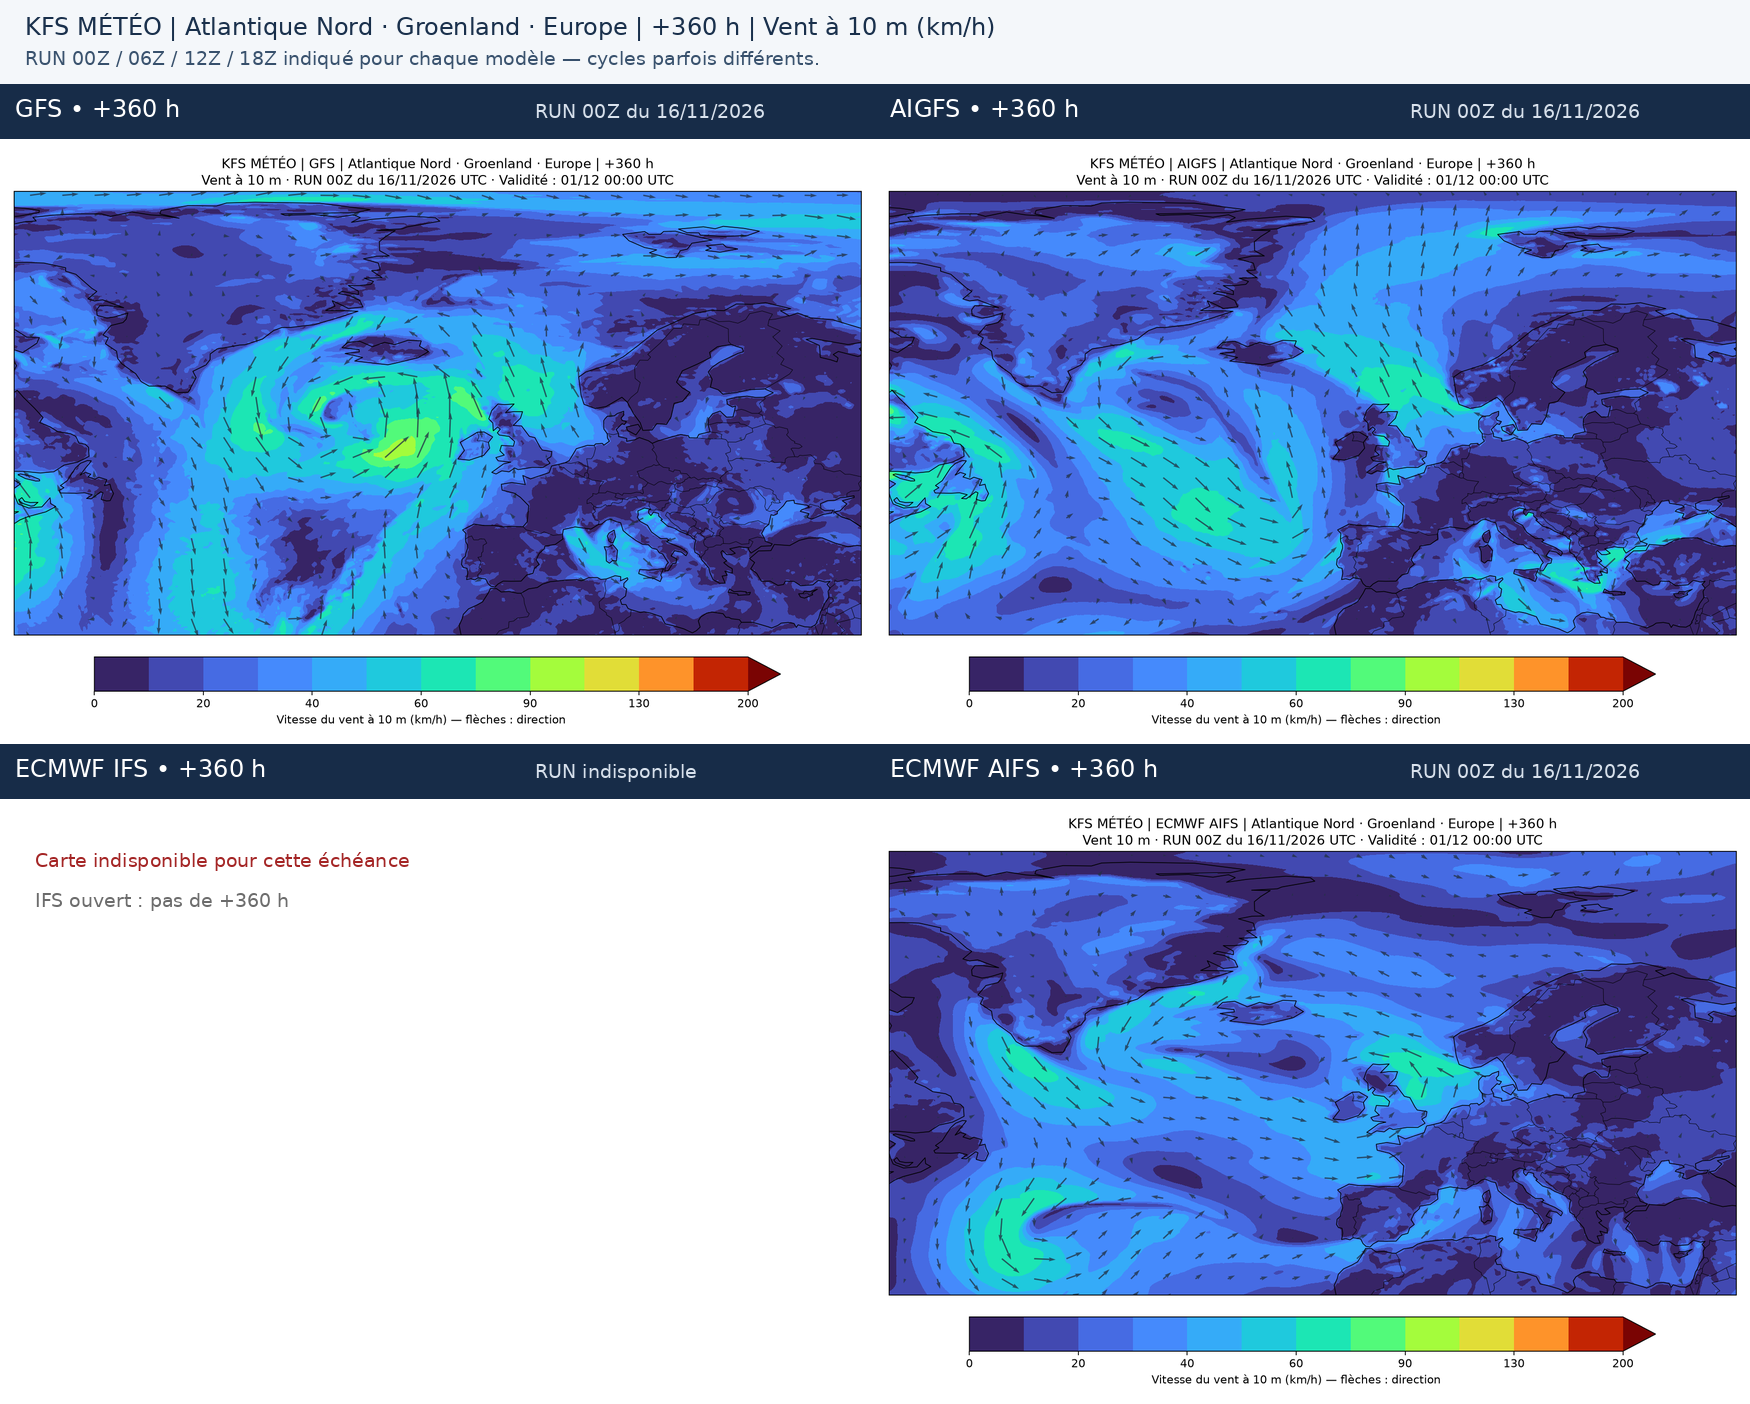 KFS MÉTÉO | Atlantique Nord · Groenland · Europe | +360 h | Vent à 10 m (km/h)
RUN 00Z / 06Z / 12Z / 18Z indiqué pour chaque modèle — cycles parfois différents.
GFS • +360 h
RUN 00Z du 16/11/2026
KFS MÉTÉO | GFS | Atlantique Nord · Groenland · Europe | +360 h
Vent à 10 m · RUN 00Z du 16/11/2026 UTC · Validité : 01/12 00:00 UTC
0 20 40 60 90 130 200
Vitesse du vent à 10 m (km/h) — flèches : direction
AIGFS • +360 h
RUN 00Z du 16/11/2026
KFS MÉTÉO | AIGFS | Atlantique Nord · Groenland · Europe | +360 h
Vent à 10 m · RUN 00Z du 16/11/2026 UTC · Validité : 01/12 00:00 UTC
0 20 40 60 90 130 200
Vitesse du vent à 10 m (km/h) — flèches : direction
ECMWF IFS • +360 h
RUN indisponible
Carte indisponible pour cette échéance
IFS ouvert : pas de +360 h
ECMWF AIFS • +360 h
RUN 00Z du 16/11/2026
KFS MÉTÉO | ECMWF AIFS | Atlantique Nord · Groenland · Europe | +360 h
Vent 10 m · RUN 00Z du 16/11/2026 UTC · Validité : 01/12 00:00 UTC
0 20 40 60 90 130 200
Vitesse du vent à 10 m (km/h) — flèches : direction